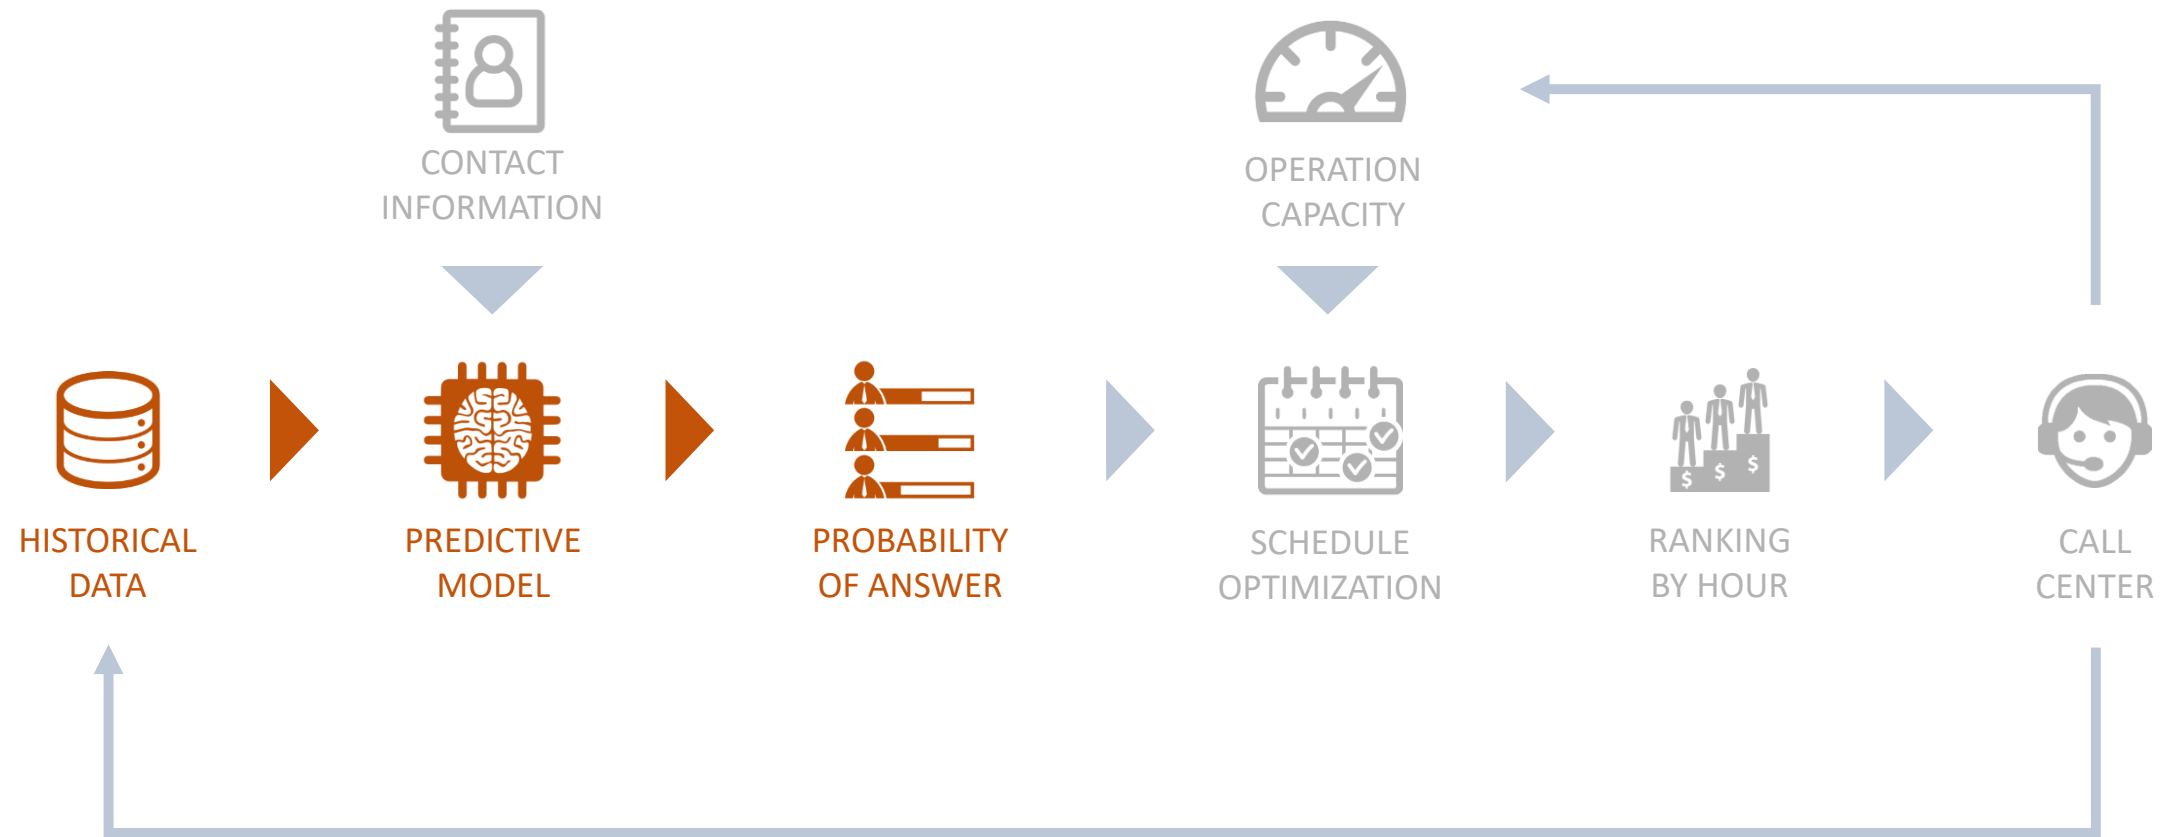 CONTACT
INFORMATION
OPERATION
CAPACITY
HISTORICAL
DATA
PREDICTIVE
MODEL
PROBABILITY
OF ANSWER
SCHEDULE
OPTIMIZATION
$ $ $
RANKING
BY HOUR
CALL
CENTER